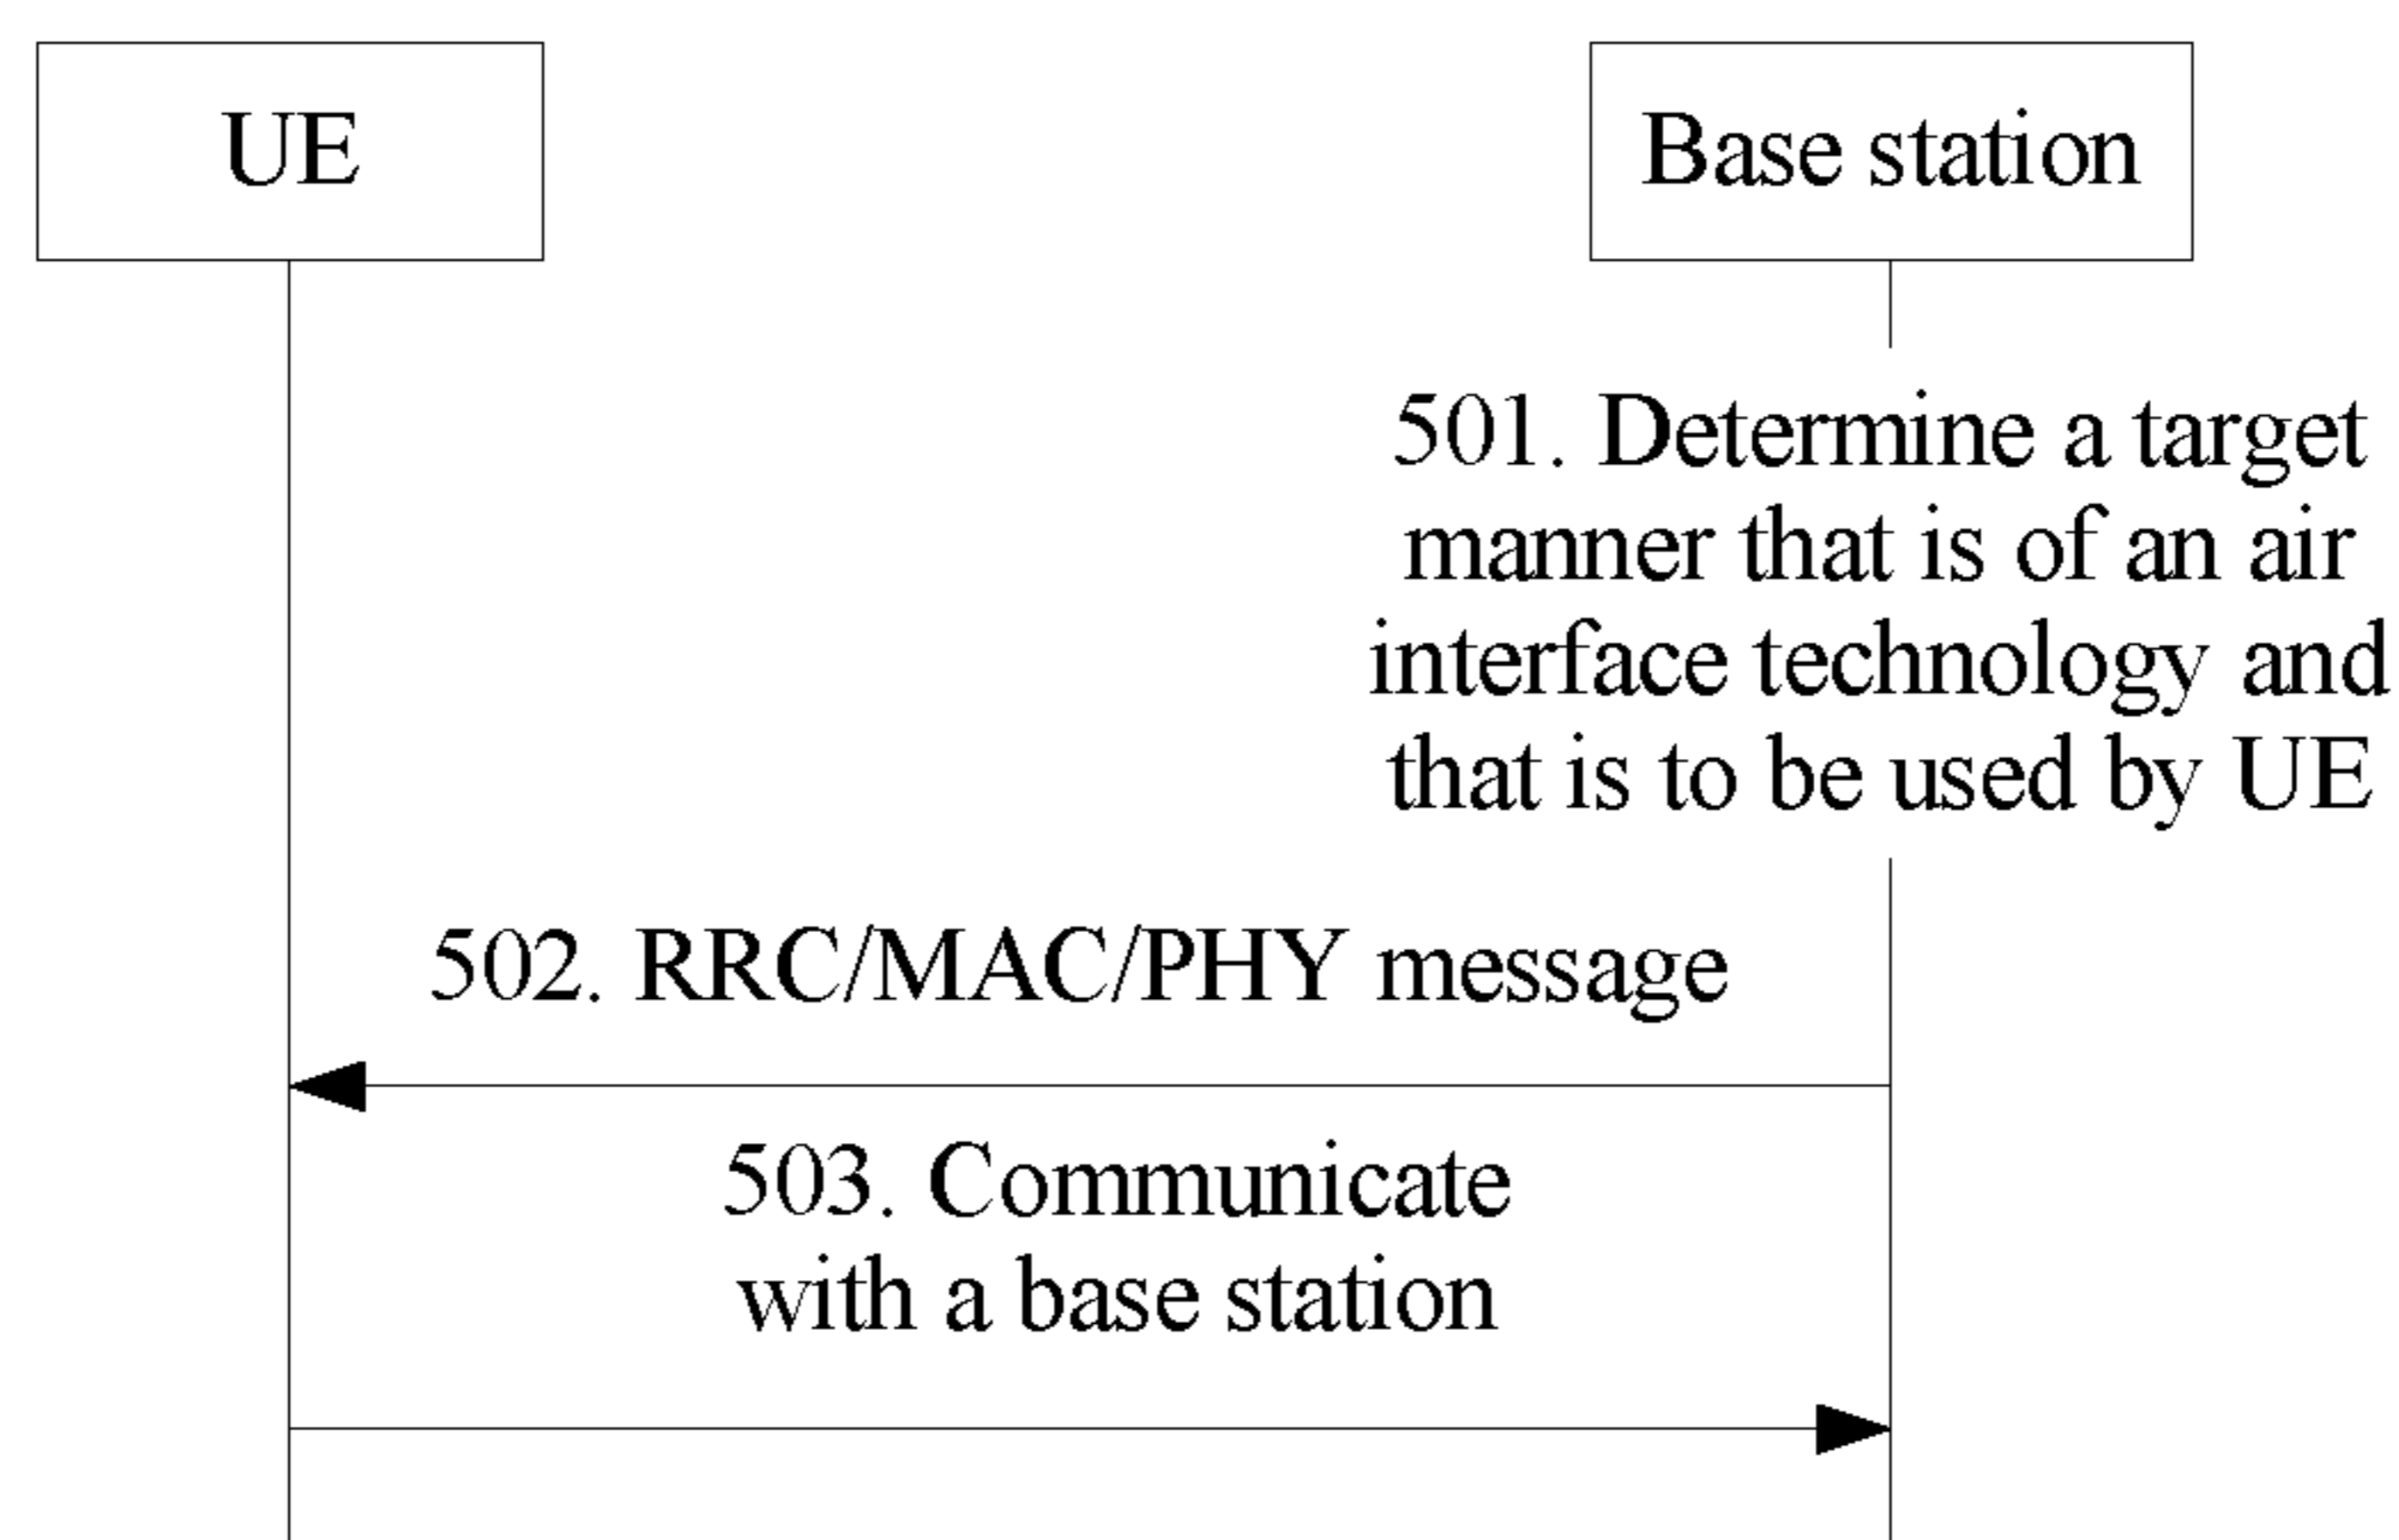 UE
Base station
501. Determine a target
manner that is of an air
interface technology and
that is to be used by UE
502. RRC/MAC/PHY message
503. Communicate
with a base station